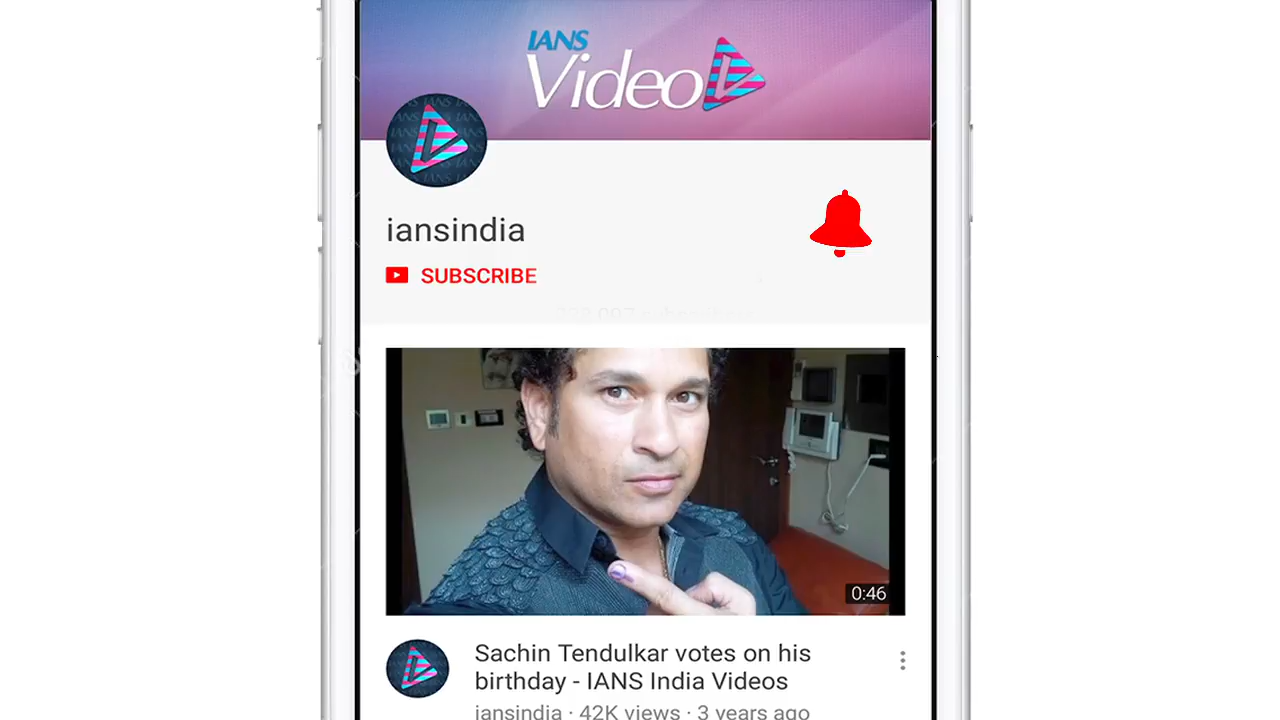 IANS
Video
iansindia
SUBSCRIBE
0:46
Sachin Tendulkar votes on his
birthday - IANS India Videos
iansindia · 42K views · 3 years ago